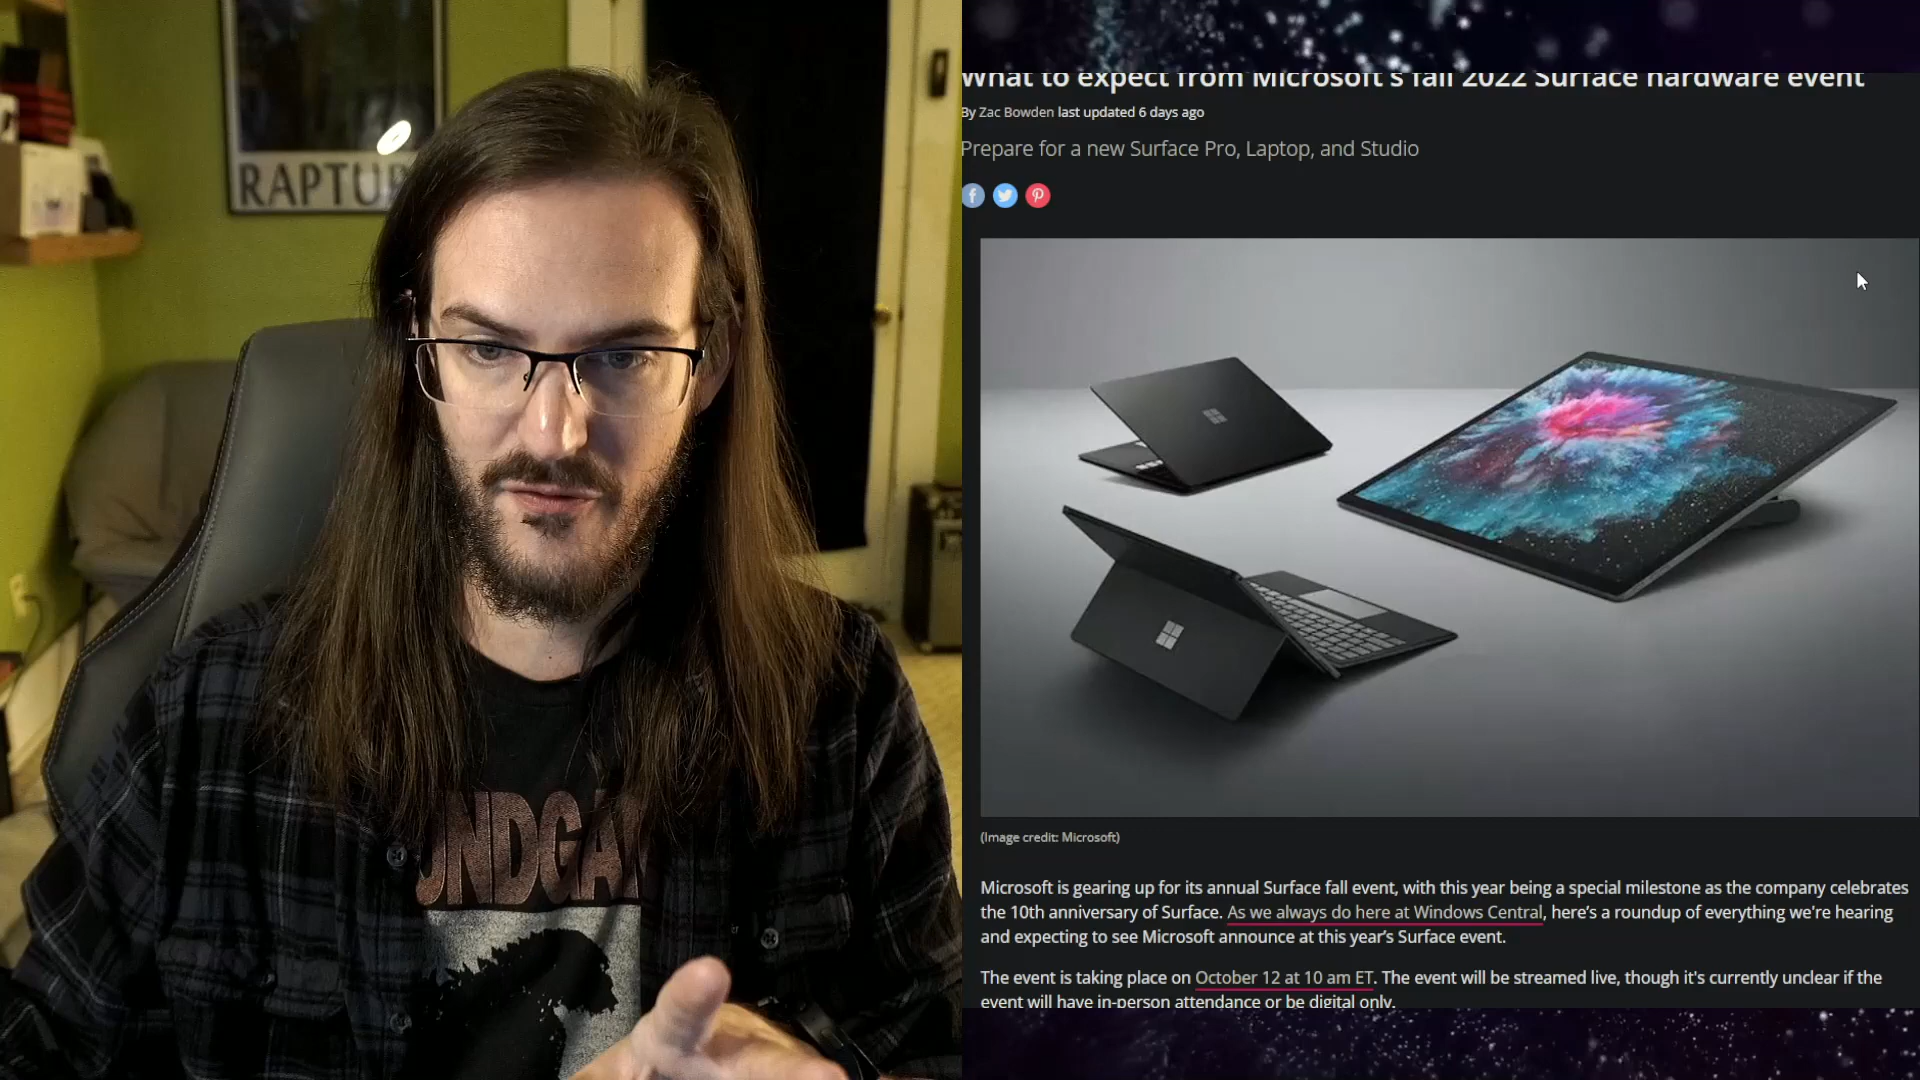 RAPTU
UNDGA
What to expect from Microsoft's fall 2022 Surface hardware event
By Zac Bowden last updated 6 days ago
Prepare for a new Surface Pro, Laptop, and Studio
(Image credit: Microsoft)
Microsoft is gearing up for its annual Surface fall event, with this year being a special milestone as the company celebrates
the 10th anniversary of Surface. As we always do here at Windows Central, here's a roundup of everything we're hearing
and expecting to see Microsoft announce at this year's Surface event.
The event is taking place on October 12 at 10 am ET. The event will be streamed live, though it's currently unclear if the
event will have in-person attendance or be digital only.